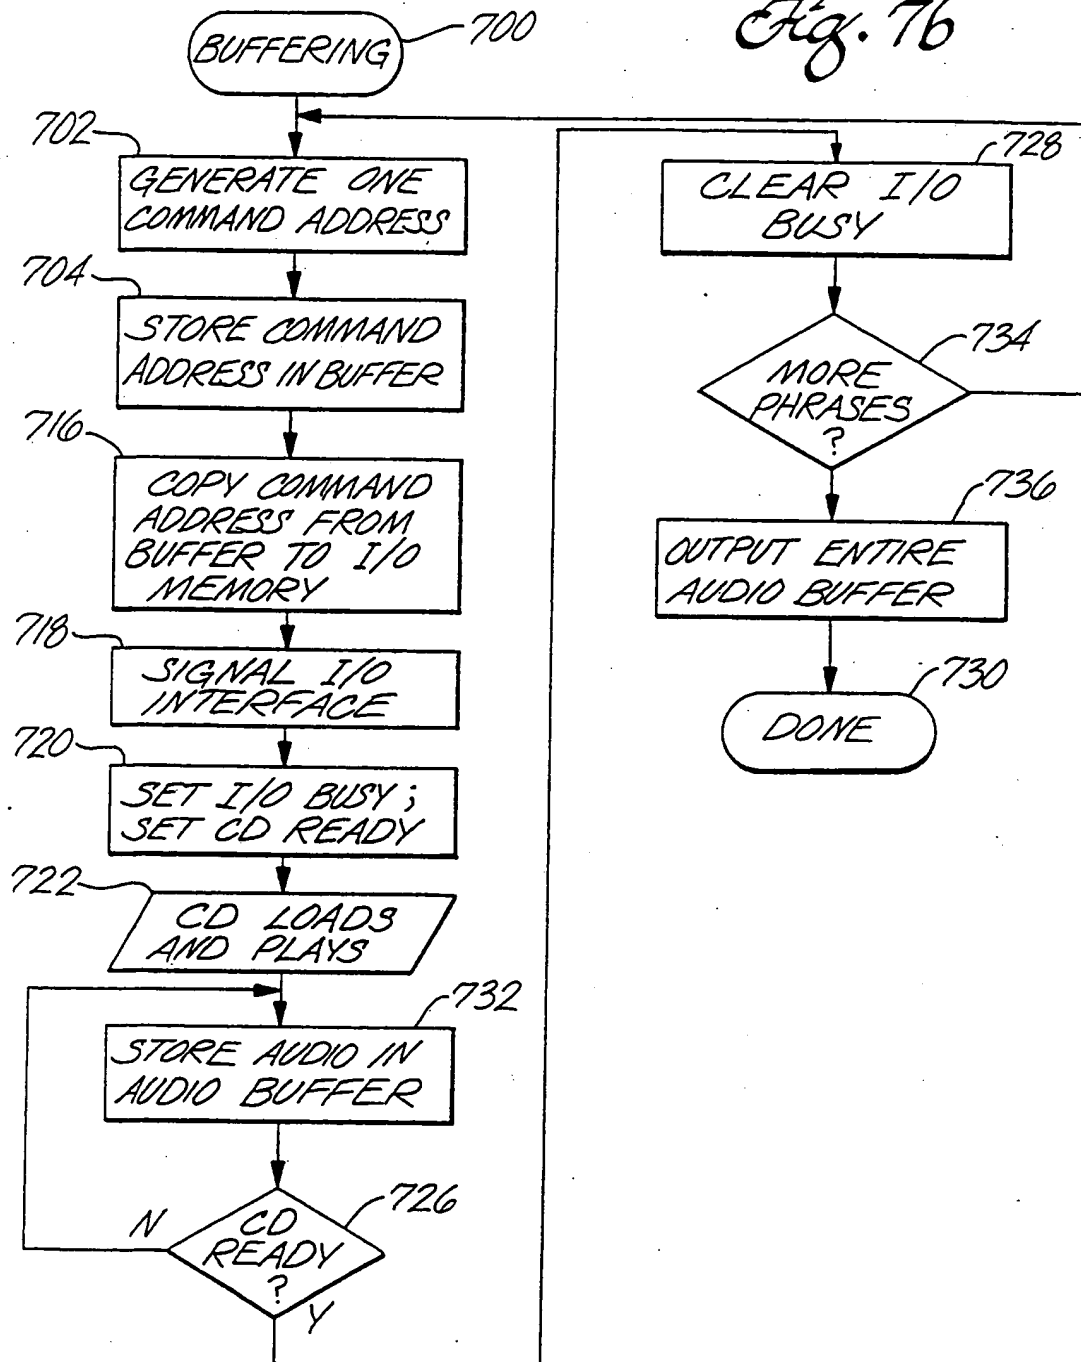 Fig. 7b
BUFFERING
700
702
GENERATE ONE
COMMAND ADDRESS
704
STORE COMMAND
ADDRESS IN BUFFER
716
COPY COMMAND
ADDRESS FROM
BUFFER TO I/O
MEMORY
718
SIGNAL I/O
INTERFACE
720
SET I/O BUSY;
SET CD READY
722
CD LOADS
AND PLAYS
732
STORE AUDIO IN
AUDIO BUFFER
726
CD
READY
?
N
Y
728
CLEAR I/O
BUSY
734
MORE
PHRASES
?
736
OUTPUT ENTIRE
AUDIO BUFFER
730
DONE